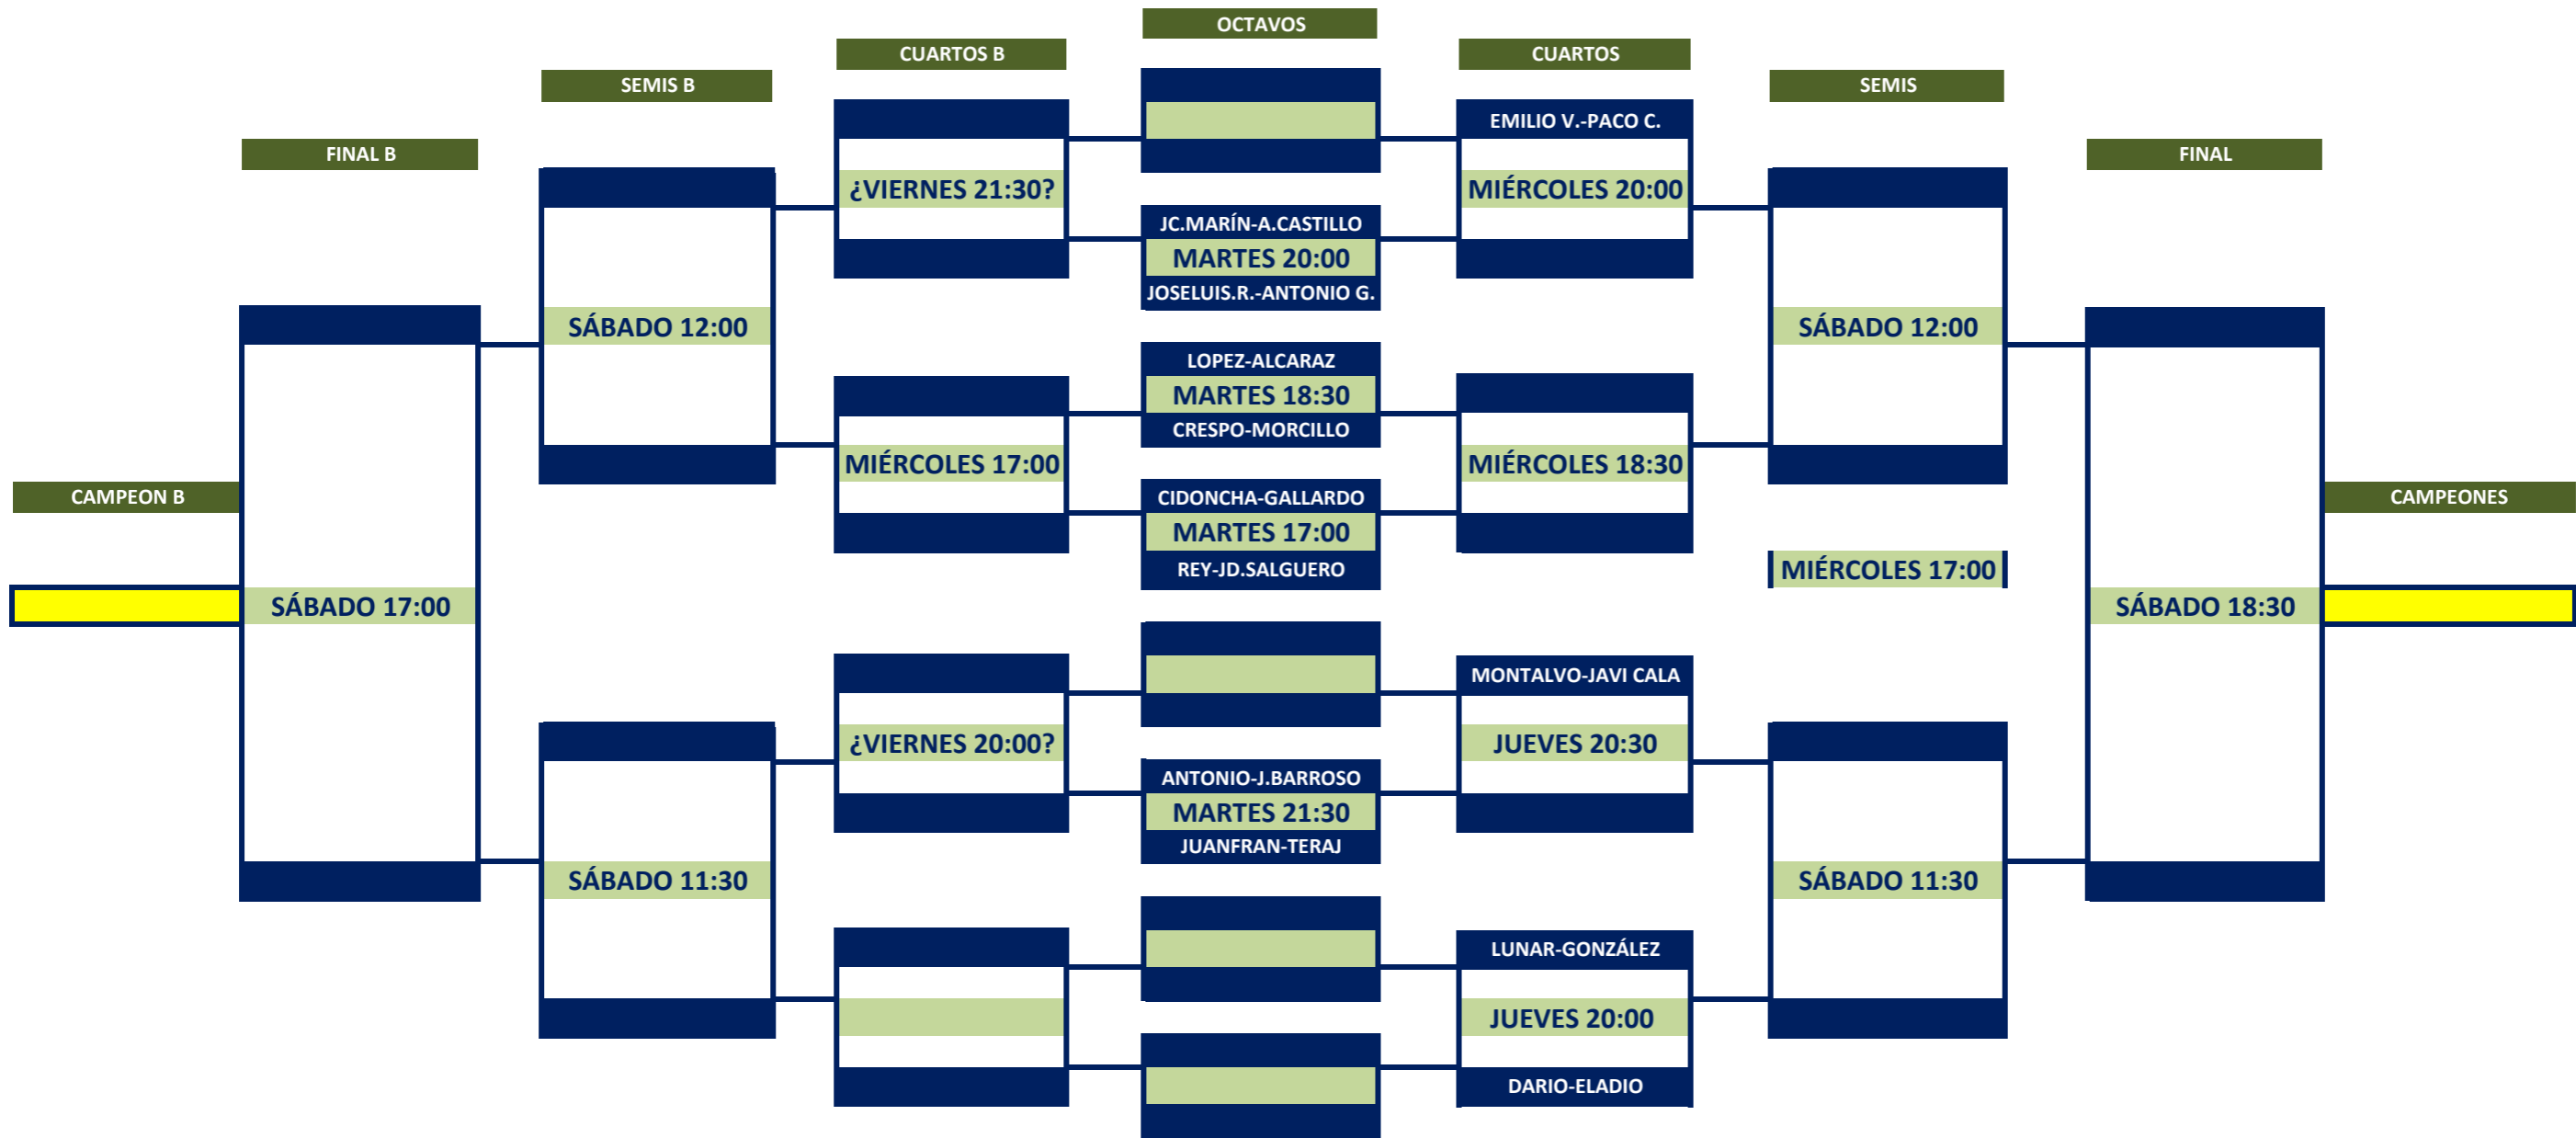 OCTAVOS
CUARTOS B
CUARTOS
SEMIS B
SEMIS
EMILIO V.-PACO C.
FINAL B
FINAL
¿VIERNES 21:30?
MIÉRCOLES 20:00
JC.MARÍN-A.CASTILLO
MARTES 20:00
JOSELUIS.R.-ANTONIO G.
SÁBADO 12:00
SÁBADO 12:00
LOPEZ-ALCARAZ
MARTES 18:30
CRESPO-MORCILLO
MIÉRCOLES 17:00
MIÉRCOLES 18:30
CAMPEON B
CIDONCHA-GALLARDO
CAMPEONES
MARTES 17:00
REY-JD.SALGUERO
MIÉRCOLES 17:00
SÁBADO 17:00
SÁBADO 18:30
MONTALVO-JAVI CALA
¿VIERNES 20:00?
JUEVES 20:30
ANTONIO-J.BARROSO
MARTES 21:30
JUANFRAN-TERAJ
SÁBADO 11:30
SÁBADO 11:30
LUNAR-GONZÁLEZ
JUEVES 20:00
DARIO-ELADIO